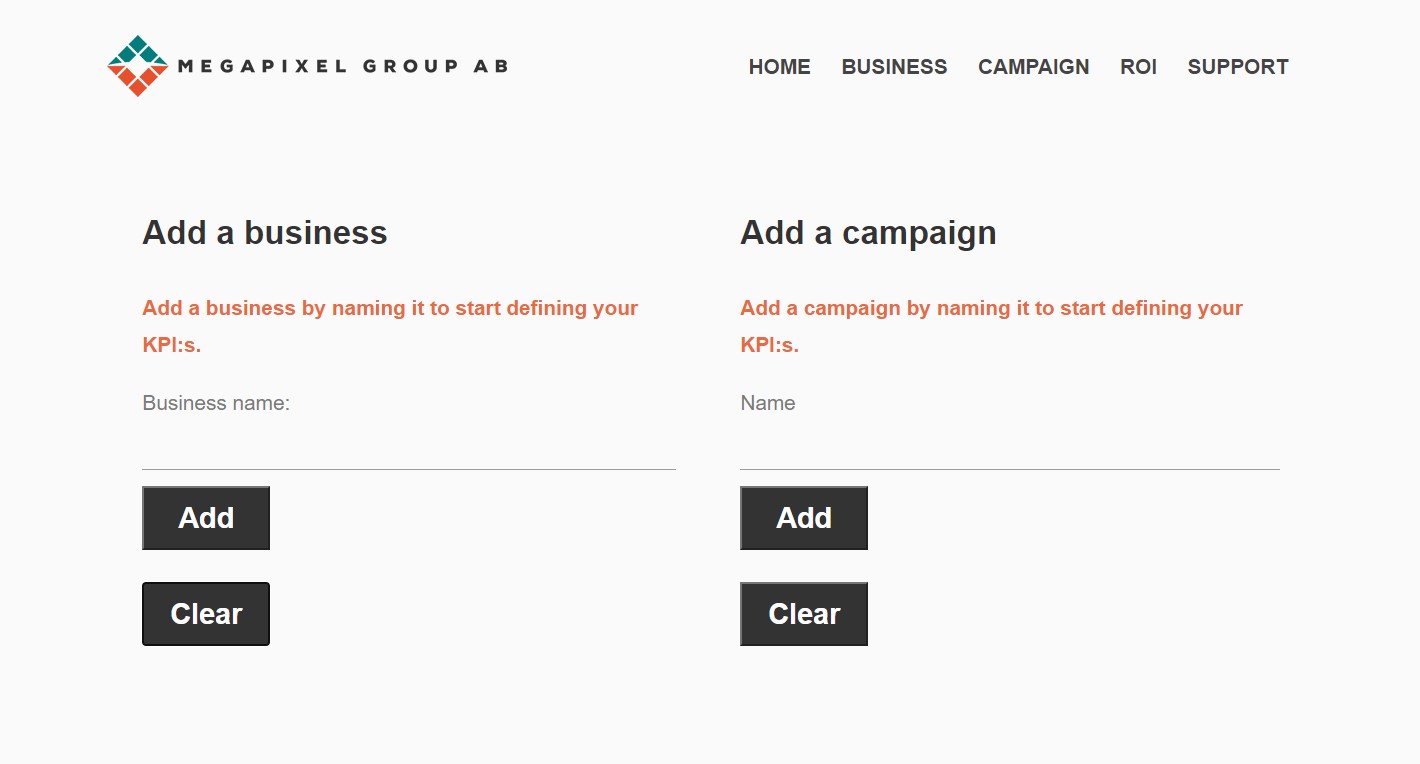 MEGAPIXEL GROUP AB
HOME BUSINESS CAMPAIGN ROI SUPPORT
Add a business
Add a business by naming it to start defining your
KPI:s.
Business name:
Add
Clear
Add a campaign
Add a campaign by naming it to start defining your
KPI:s.
Name
Add
Clear